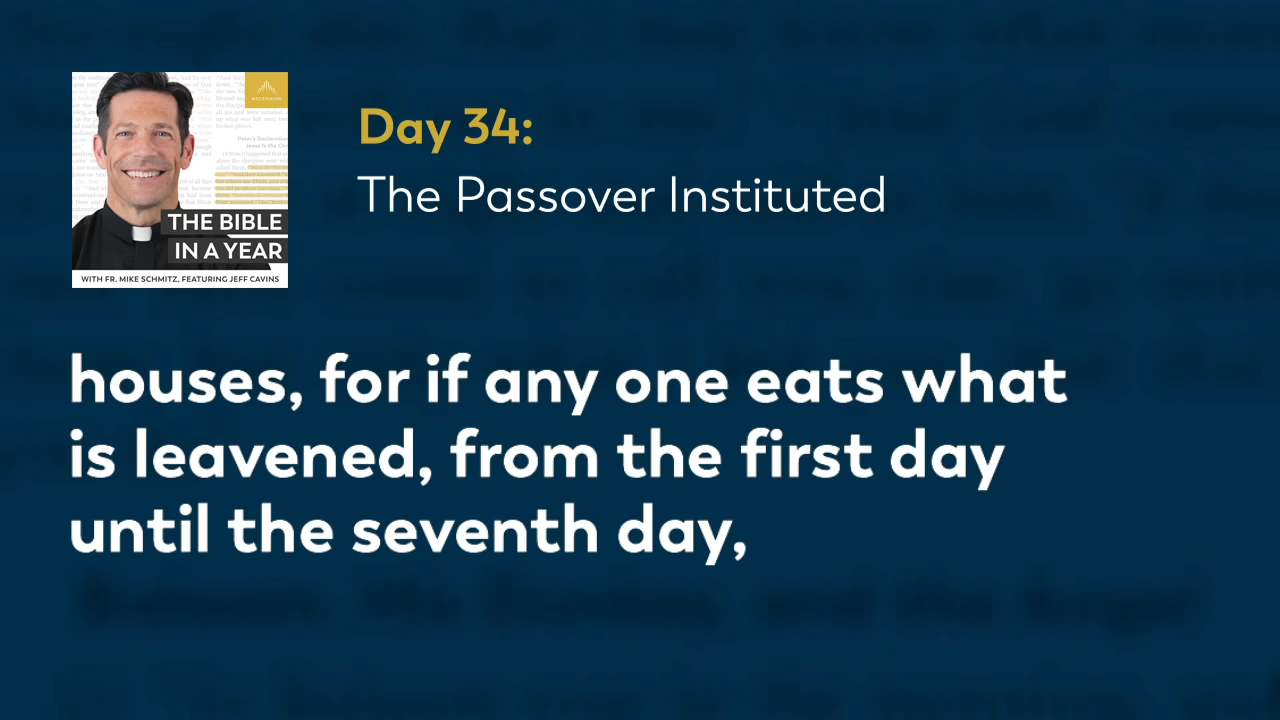 ASCENSION
THE BIBLE
IN A YEAR
WITH FR. MIKE SCHMITZ, FEATURING JEFF CAVINS
Day 34:
The Passover Instituted
houses, for if any one eats what
is leavened, from the first day
until the seventh day,